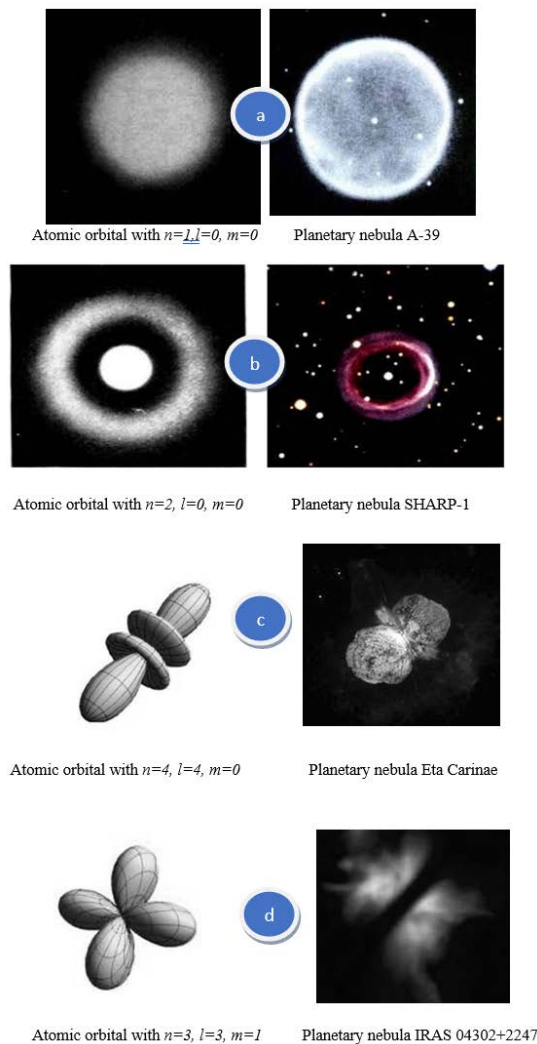 a
Atomic orbital with n=1,l=0, m=0 Planetary nebula A-39
b
Atomic orbital with n=2, l=0, m=0 Planetary nebula SHARP-1
c
Atomic orbital with n=4, l=4, m=0 Planetary nebula Eta Carinae
d
Atomic orbital with n=3, l=3, m=1 Planetary nebula IRAS 04302+2247